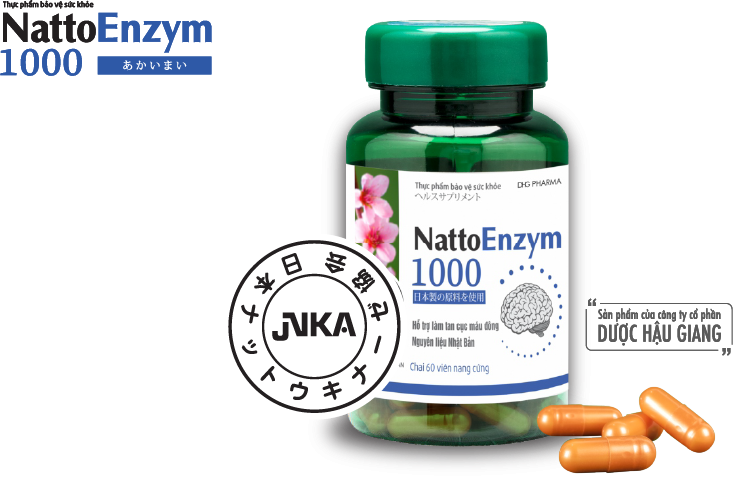 Thực phẩm bảo vệ sức khỏe
NattoEnzym
1000
あかいまい
Thực phẩm bảo vệ sức khỏe
DHG PHARMA
ヘルスサプリメント
NattoEnzym
1000
日本製の原料を使用
Hỗ trợ làm tan cục máu đông
Nguyên liệu Nhật Bản
Chai 60 viên nang cứng
日本ナットウキナーゼ協会
JNKA
Sản phẩm của công ty cổ phần
DƯỢC HẬU GIANG